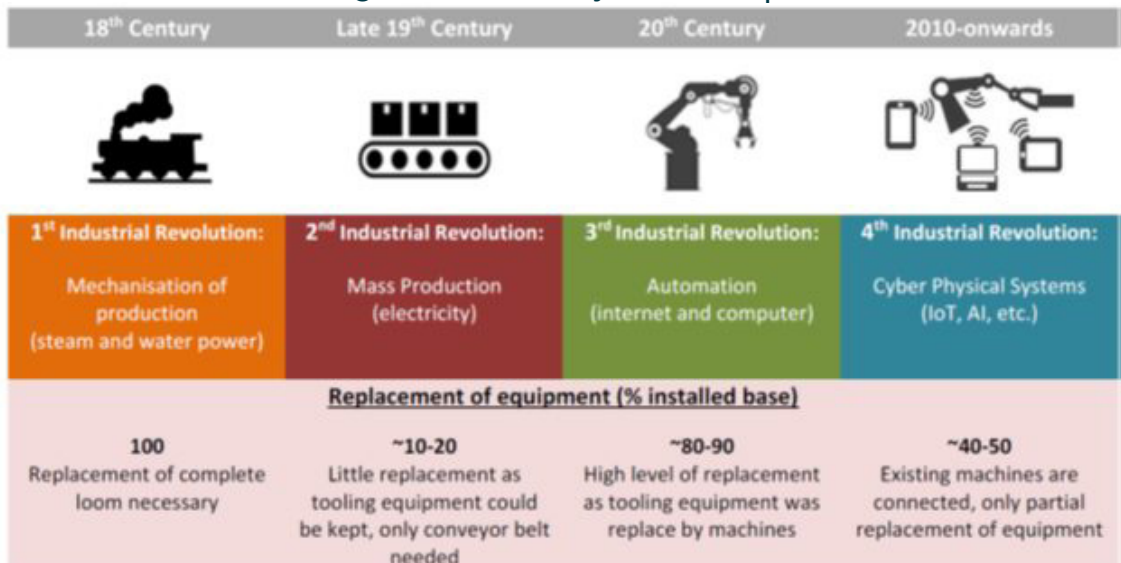 18th Century
Late 19th Century
20th Century
2010-onwards
1st Industrial Revolution:
Mechanisation of
production
(steam and water power)
2nd Industrial Revolution:
Mass Production
(electricity)
3rd Industrial Revolution:
Automation
(internet and computer)
4th Industrial Revolution:
Cyber Physical Systems
(IoT, AI, etc.)
Replacement of equipment (% installed base)
100
Replacement of complete
loom necessary
~10-20
Little replacement as
tooling equipment could
be kept, only conveyor belt
needed
~80-90
High level of replacement
as tooling equipment was
replace by machines
~40-50
Existing machines are
connected, only partial
replacement of equipment